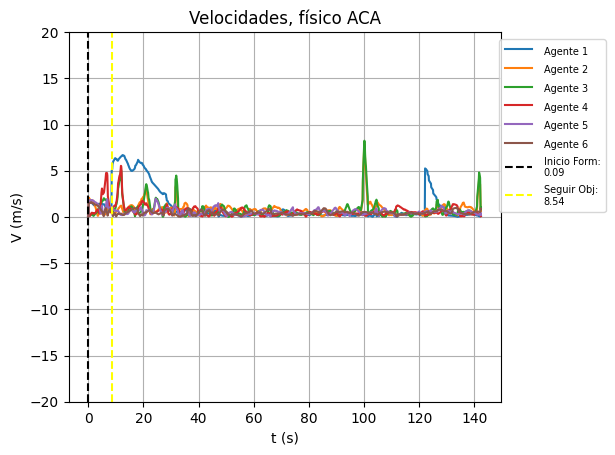 Velocidades, físico ACA
V (m/s)
20
15
10
5
0
−5
−10
−15
−20
0
20
40
60
80
100
120
140
t (s)
Agente 1
Agente 2
Agente 3
Agente 4
Agente 5
Agente 6
Inicio Form:
0.09
Seguir Obj:
8.54